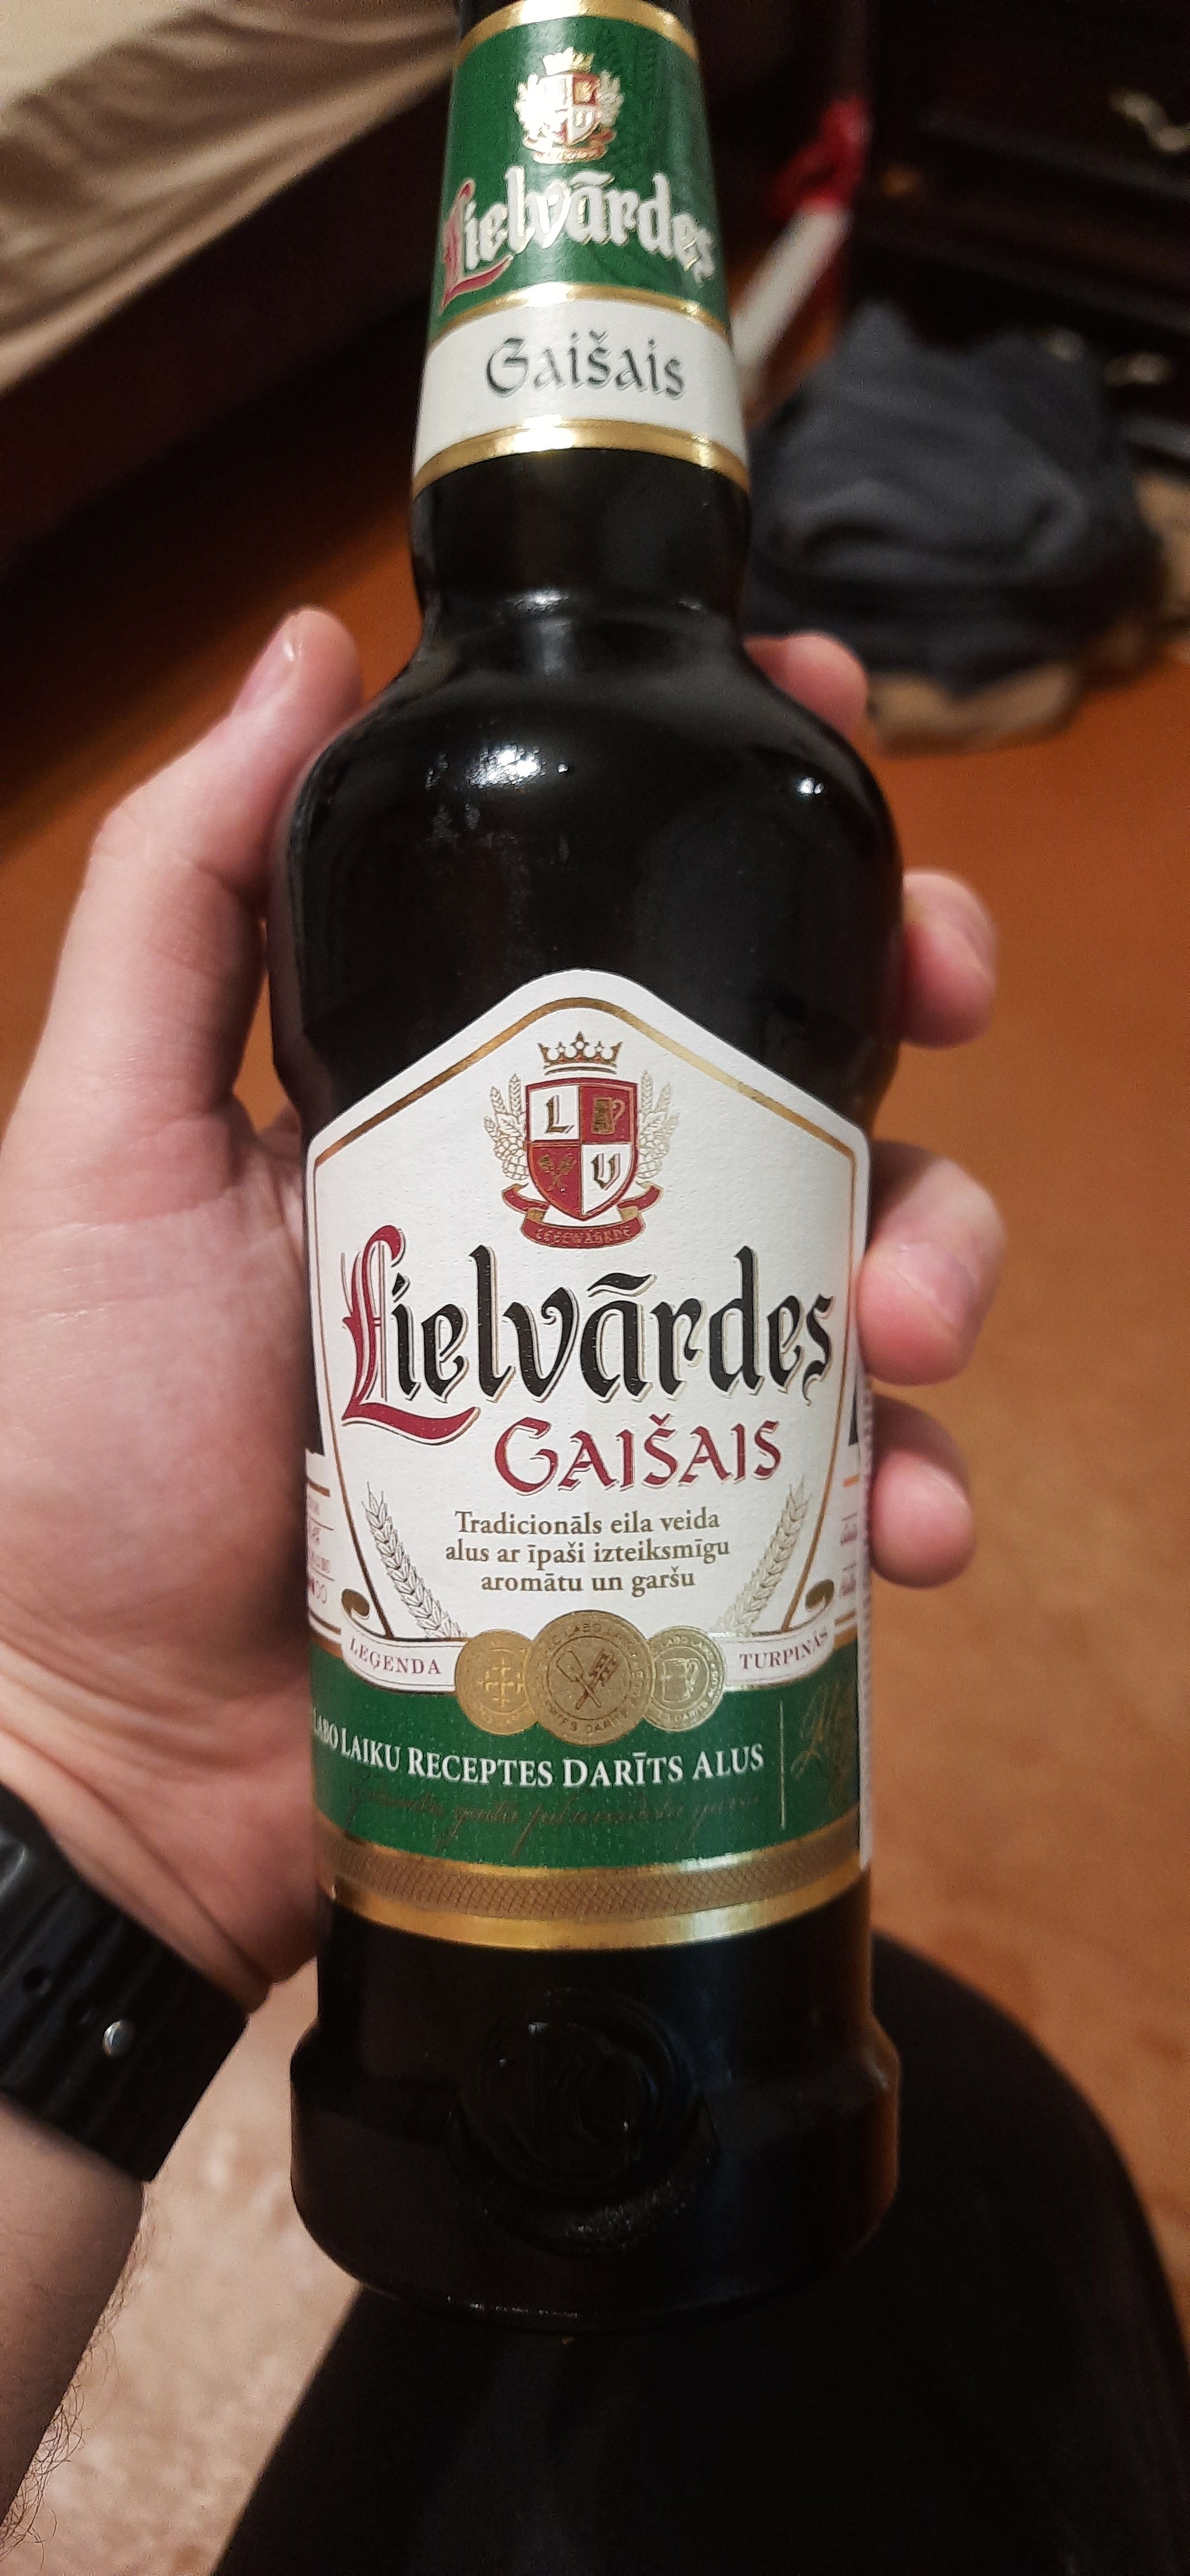 Lielvārdes
Gaišais
L
V
Lielvārdes
GAIŠAIS
Tradicionāls eila veida
alus ar īpaši izteiksmīgu
aromātu un garšu
LEĢENDA
TURPINĀS
LABO LAIKU RECEPTES DARĪTS ALUS